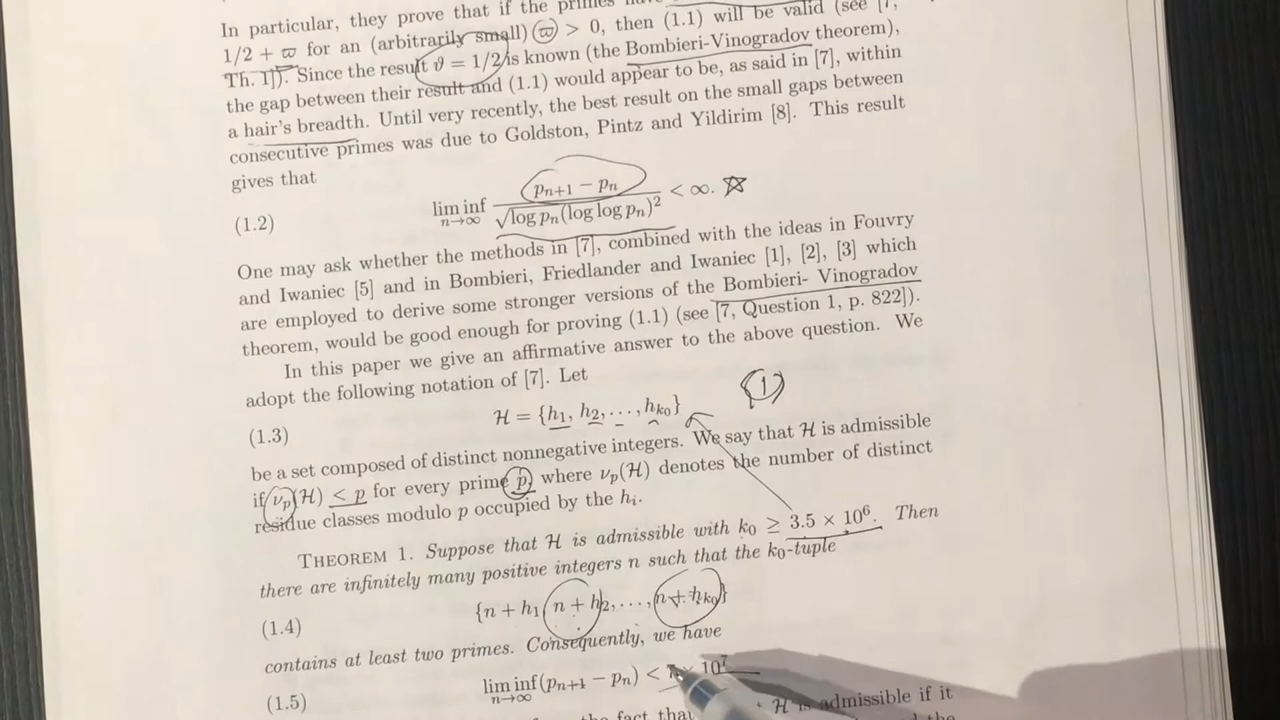 In particular, they prove that if the primes
1/2 + ϖ for an (arbitrarily small) ϖ > 0, then (1.1) will be valid (see [7,
Th. 1]). Since the result ϑ = 1/2 is known (the Bombieri-Vinogradov theorem),
the gap between their result and (1.1) would appear to be, as said in [7], within
a hair's breadth. Until very recently, the best result on the small gaps between
consecutive primes was due to Goldston, Pintz and Yildirim [8]. This result
gives that
(1.2) lim inf n→∞ (p_{n+1} − p_n) / (√log p_n (log log p_n)^2) < ∞. ☆
One may ask whether the methods in [7], combined with the ideas in Fouvry
and Iwaniec [5] and in Bombieri, Friedlander and Iwaniec [1], [2], [3] which
are employed to derive some stronger versions of the Bombieri- Vinogradov
theorem, would be good enough for proving (1.1) (see [7, Question 1, p. 822]).
In this paper we give an affirmative answer to the above question. We
adopt the following notation of [7]. Let
①
(1.3) ℋ = {h_1, h_2, …, h_{k_0}}
be a set composed of distinct nonnegative integers. We say that ℋ is admissible
if ν_p(ℋ) < p for every prime p, where ν_p(ℋ) denotes the number of distinct
residue classes modulo p occupied by the h_i.
THEOREM 1. Suppose that ℋ is admissible with k_0 ≥ 3.5 × 10^6. Then
there are infinitely many positive integers n such that the k_0-tuple
(1.4) {n + h_1, n + h_2, …, n + h_{k_0}}
contains at least two primes. Consequently, we have
(1.5) lim inf n→∞ (p_{n+1} − p_n) < × 10^7
the fact that ℋ is admissible if it